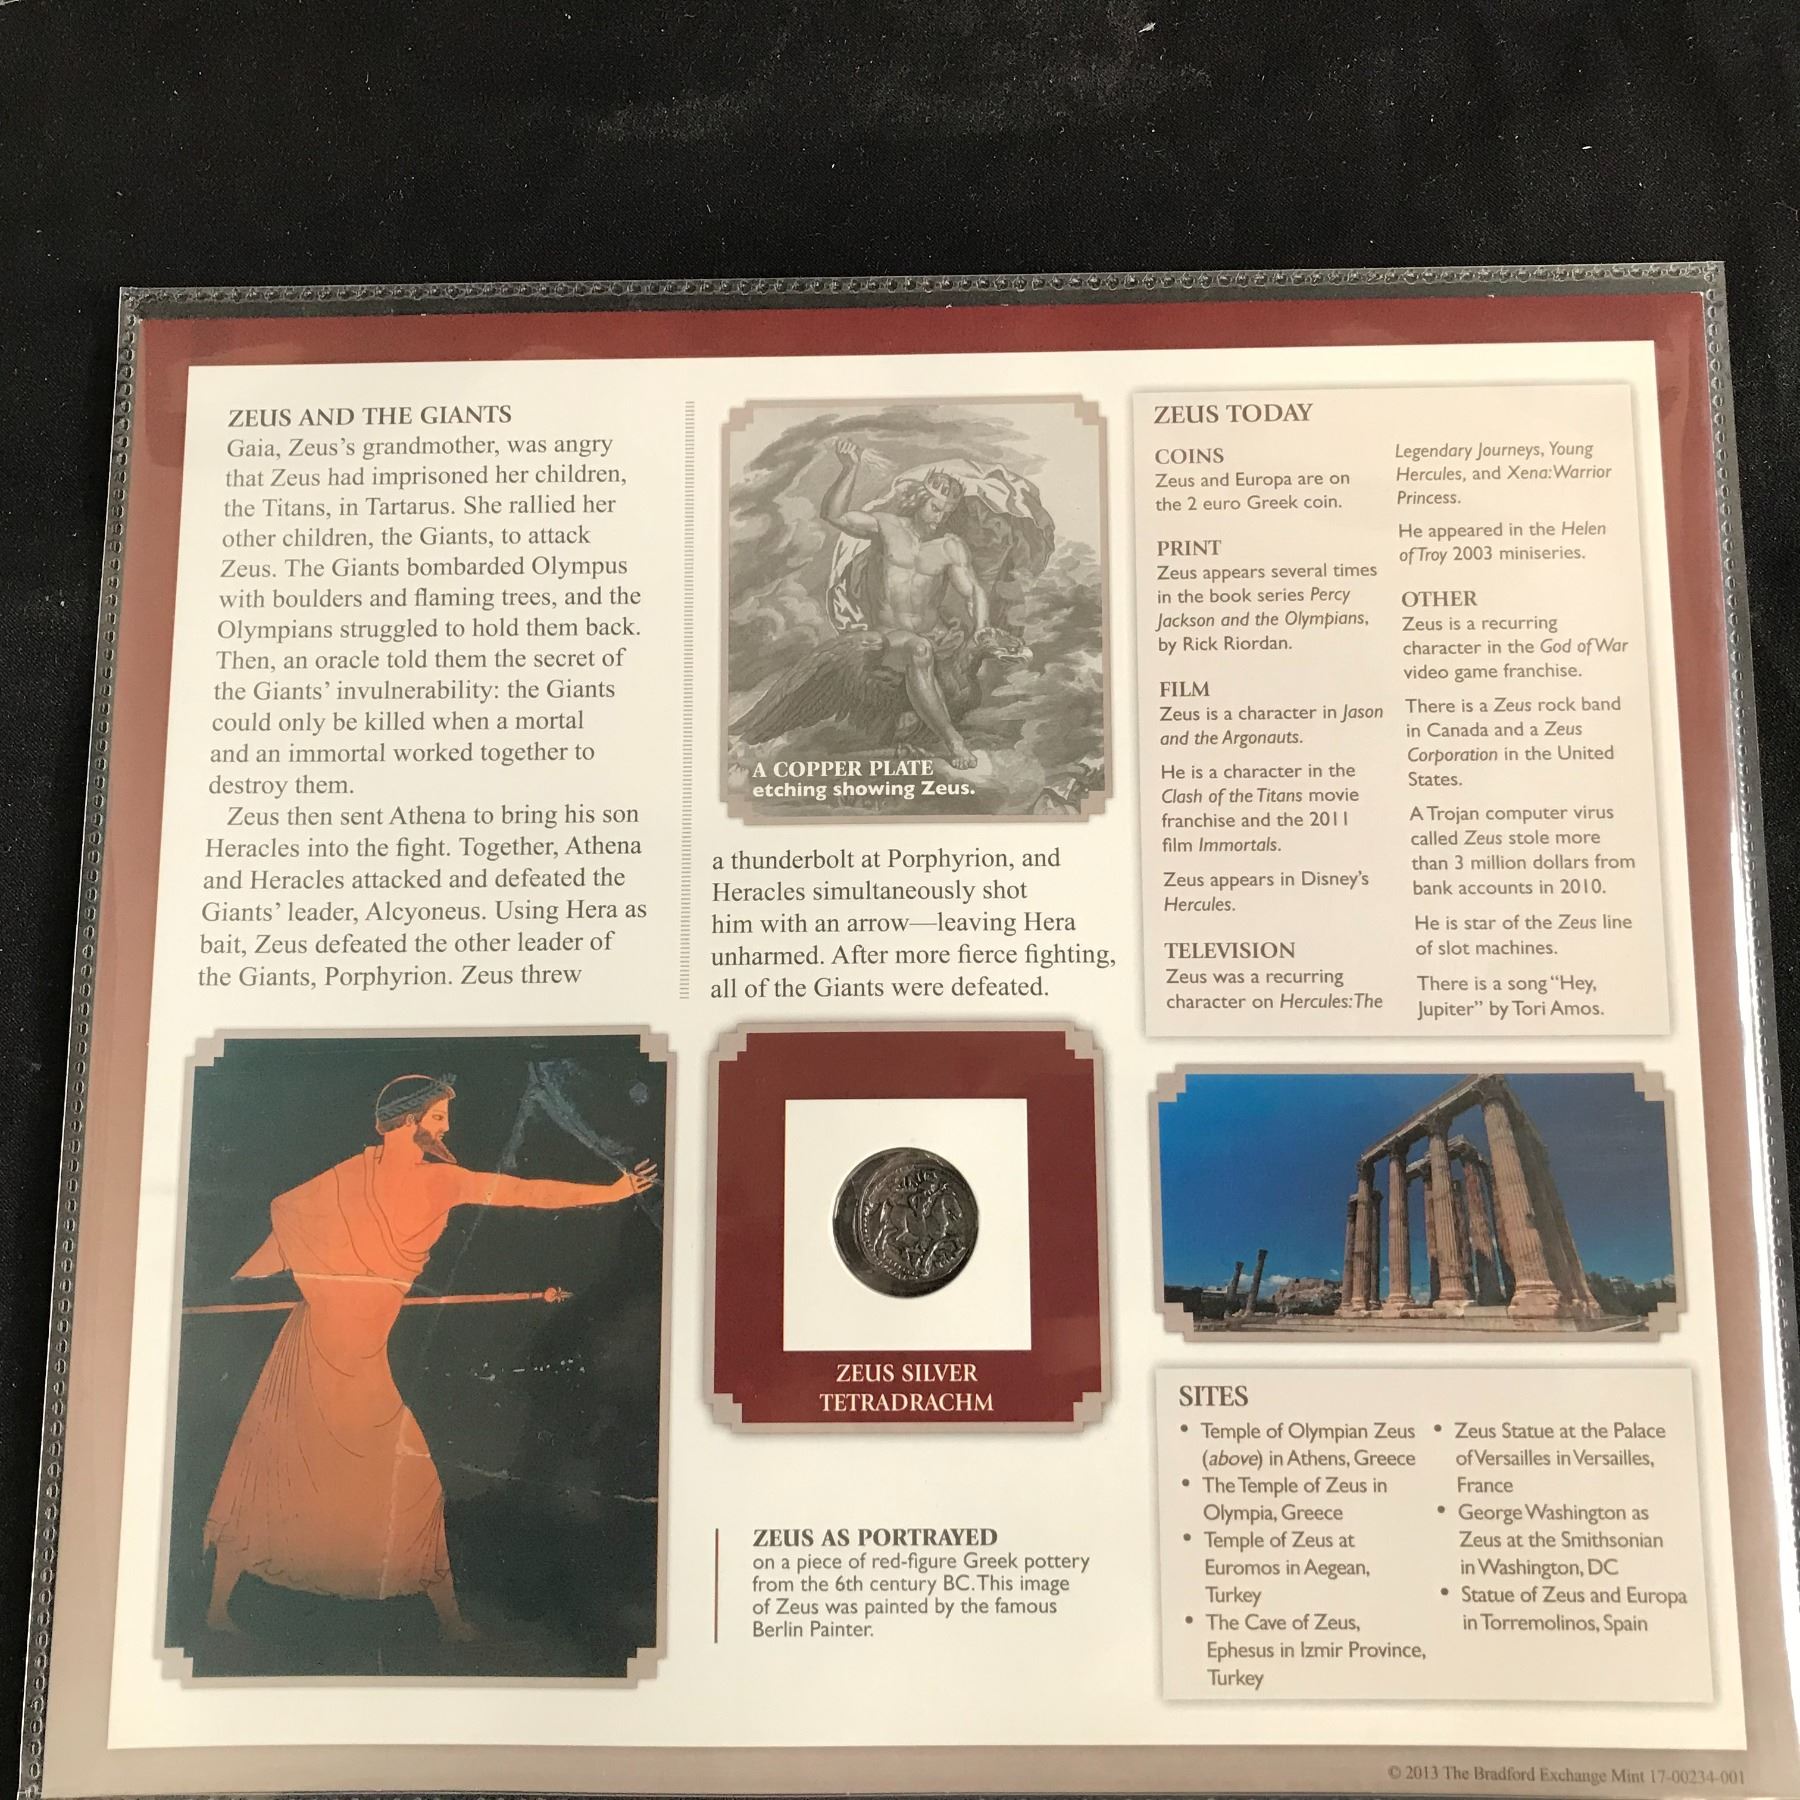 ZEUS AND THE GIANTS
Gaia, Zeus's grandmother, was angry
that Zeus had imprisoned her children,
the Titans, in Tartarus. She rallied her
other children, the Giants, to attack
Zeus. The Giants bombarded Olympus
with boulders and flaming trees, and the
Olympians struggled to hold them back.
Then, an oracle told them the secret of
the Giants' invulnerability: the Giants
could only be killed when a mortal
and an immortal worked together to
destroy them.
Zeus then sent Athena to bring his son
Heracles into the fight. Together, Athena
and Heracles attacked and defeated the
Giants' leader, Alcyoneus. Using Hera as
bait, Zeus defeated the other leader of
the Giants, Porphyrion. Zeus threw
A COPPER PLATE
etching showing Zeus.
a thunderbolt at Porphyrion, and
Heracles simultaneously shot
him with an arrow—leaving Hera
unharmed. After more fierce fighting,
all of the Giants were defeated.
ZEUS SILVER
TETRADRACHM
ZEUS AS PORTRAYED
on a piece of red-figure Greek pottery
from the 6th century BC. This image
of Zeus was painted by the famous
Berlin Painter.
ZEUS TODAY
COINS
Zeus and Europa are on
the 2 euro Greek coin.
PRINT
Zeus appears several times
in the book series Percy
Jackson and the Olympians,
by Rick Riordan.
FILM
Zeus is a character in Jason
and the Argonauts.
He is a character in the
Clash of the Titans movie
franchise and the 2011
film Immortals.
Zeus appears in Disney's
Hercules.
TELEVISION
Zeus was a recurring
character on Hercules: The
Legendary Journeys, Young
Hercules, and Xena: Warrior
Princess.
He appeared in the Helen
of Troy 2003 miniseries.
OTHER
Zeus is a recurring
character in the God of War
video game franchise.
There is a Zeus rock band
in Canada and a Zeus
Corporation in the United
States.
A Trojan computer virus
called Zeus stole more
than 3 million dollars from
bank accounts in 2010.
He is star of the Zeus line
of slot machines.
There is a song "Hey,
Jupiter" by Tori Amos.
SITES
• Temple of Olympian Zeus
(above) in Athens, Greece
• The Temple of Zeus in
Olympia, Greece
• Temple of Zeus at
Euromos in Aegean,
Turkey
• The Cave of Zeus,
Ephesus in Izmir Province,
Turkey
• Zeus Statue at the Palace
of Versailles in Versailles,
France
• George Washington as
Zeus at the Smithsonian
in Washington, DC
• Statue of Zeus and Europa
in Torremolinos, Spain
© 2013 The Bradford Exchange Mint 17-00234-001